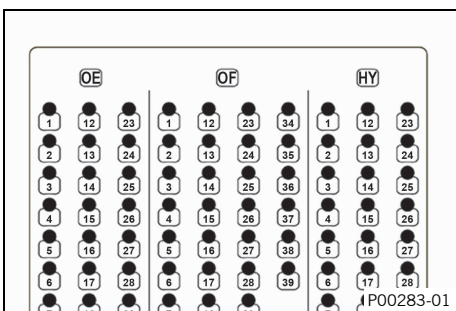 OE OF HY
1 12 23 1 12 23 34 1 12 23
2 13 24 2 13 24 35 2 13 24
3 14 25 3 14 25 36 3 14 25
4 15 26 4 15 26 37 4 15 26
5 16 27 5 16 27 38 5 16 27
6 17 28 6 17 28 39 6 17 28
P00283-01